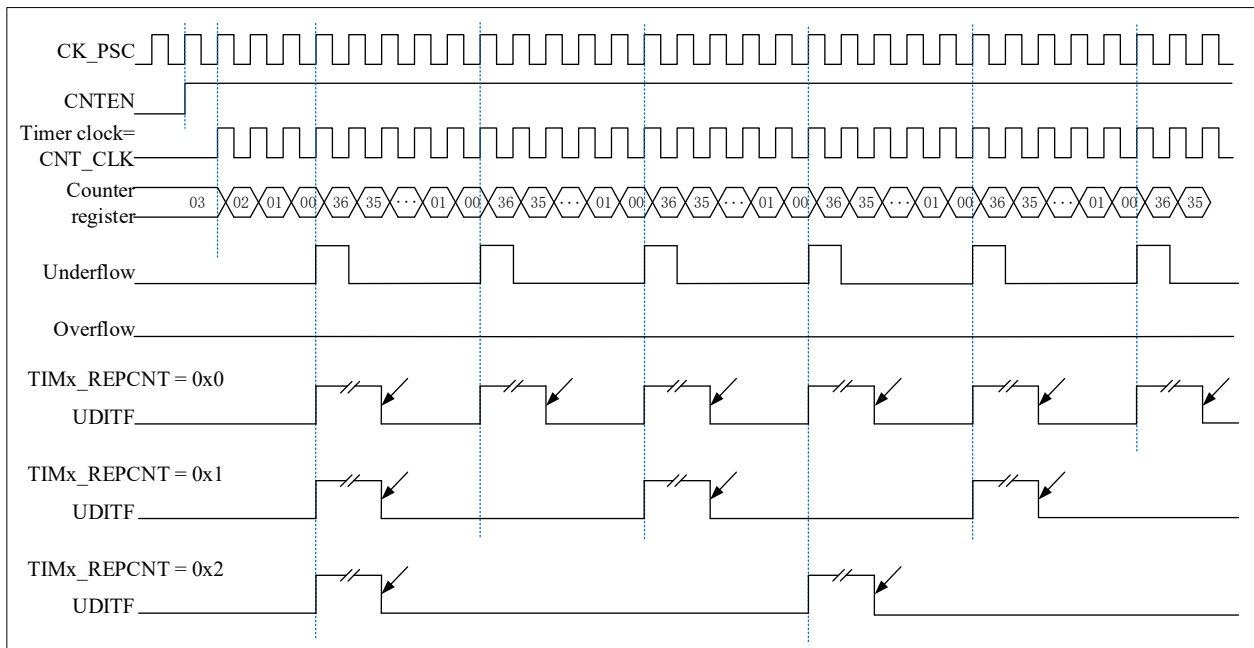 CK_PSC
CNTEN
Timer clock=
CNT_CLK
Counter
register
03 02 01 00 36 35 ··· 01 00 36 35 ··· 01 00 36 35 ··· 01 00 36 35 ··· 01 00 36 35 ··· 01 00 36 35
Underflow
Overflow
TIMx_REPCNT = 0x0
UDITF
TIMx_REPCNT = 0x1
UDITF
TIMx_REPCNT = 0x2
UDITF